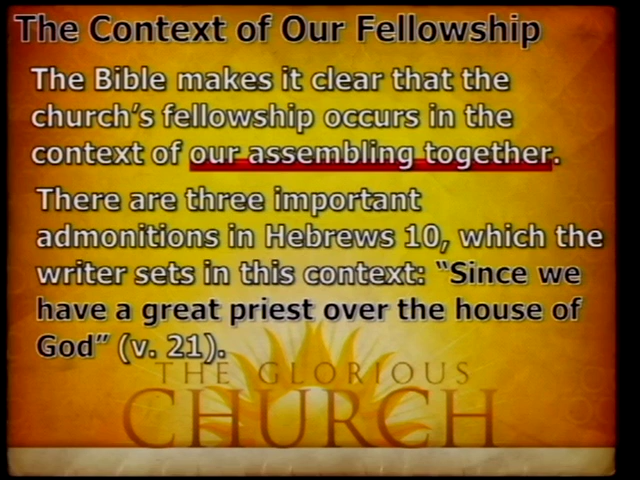 The Context of Our Fellowship
The Bible makes it clear that the
church's fellowship occurs in the
context of our assembling together.
There are three important
admonitions in Hebrews 10, which the
writer sets in this context: “Since we
have a great priest over the house of
God” (v. 21).
THE GLORIOUS
CHURCH